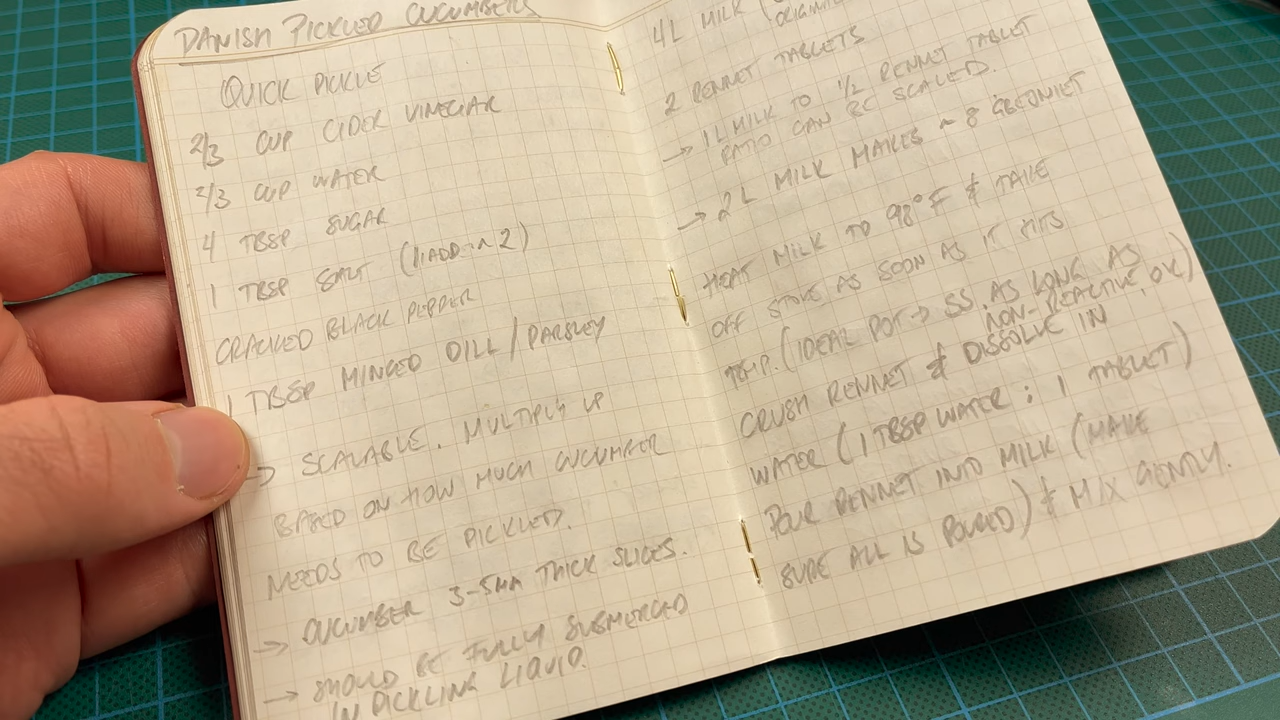 DANISH PICKLED CUCUMBERS
QUICK PICKLE
2/3 CUP CIDER VINEGAR
2/3 CUP WATER
4 TBSP SUGAR
1 TBSP SALT (ADD ~ 2)
CRACKED BLACK PEPPER
1 TBSP MINCED DILL / PARSLEY
→ SCALABLE. MULTIPLY UP
BASED ON HOW MUCH CUCUMBER
NEEDS TO BE PICKLED.
→ CUCUMBER 3-5MM THICK SLICES.
→ SHOULD BE FULLY SUBMERGED
IN PICKLING LIQUID.
4L MILK
2 RENNET TABLETS
→ 1L MILK TO 1/2 RENNET TABLET
RATIO CAN BE SCALED.
→ 2L MILK MAKES ~ 8
HEAT MILK TO 98°F & TAKE
OFF STOVE AS SOON AS IT HITS
TEMP. (IDEAL POT → SS, AS LONG AS
NON-REACTIVE, OK)
CRUSH RENNET & DISSOLVE IN
WATER (1 TBSP WATER : 1 TABLET)
POUR RENNET INTO MILK (MAKE
SURE ALL IS POURED) & MIX GENTLY.